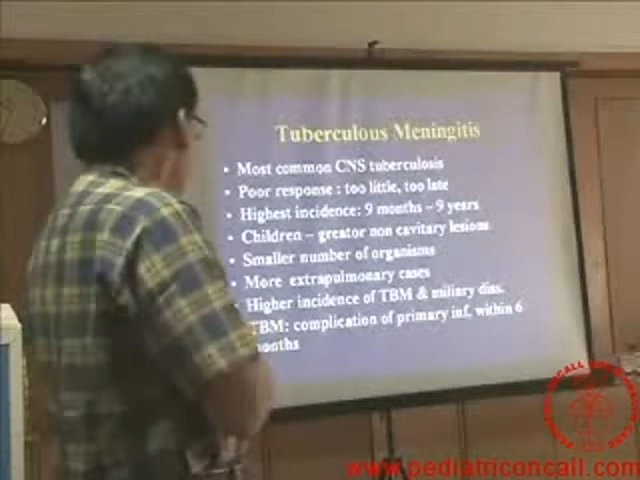 Tuberculous Meningitis
• Most common CNS tuberculosis
• Poor response : too little, too late
• Highest incidence: 9 months – 9 years
• Children – greator non cavitary lesions
• Smaller number of organisms
• More extrapulmonary cases
Higher incidence of TBM & miliary diss.
TBM: complication of primary inf. within 6
months
www.pediatriconcall.com